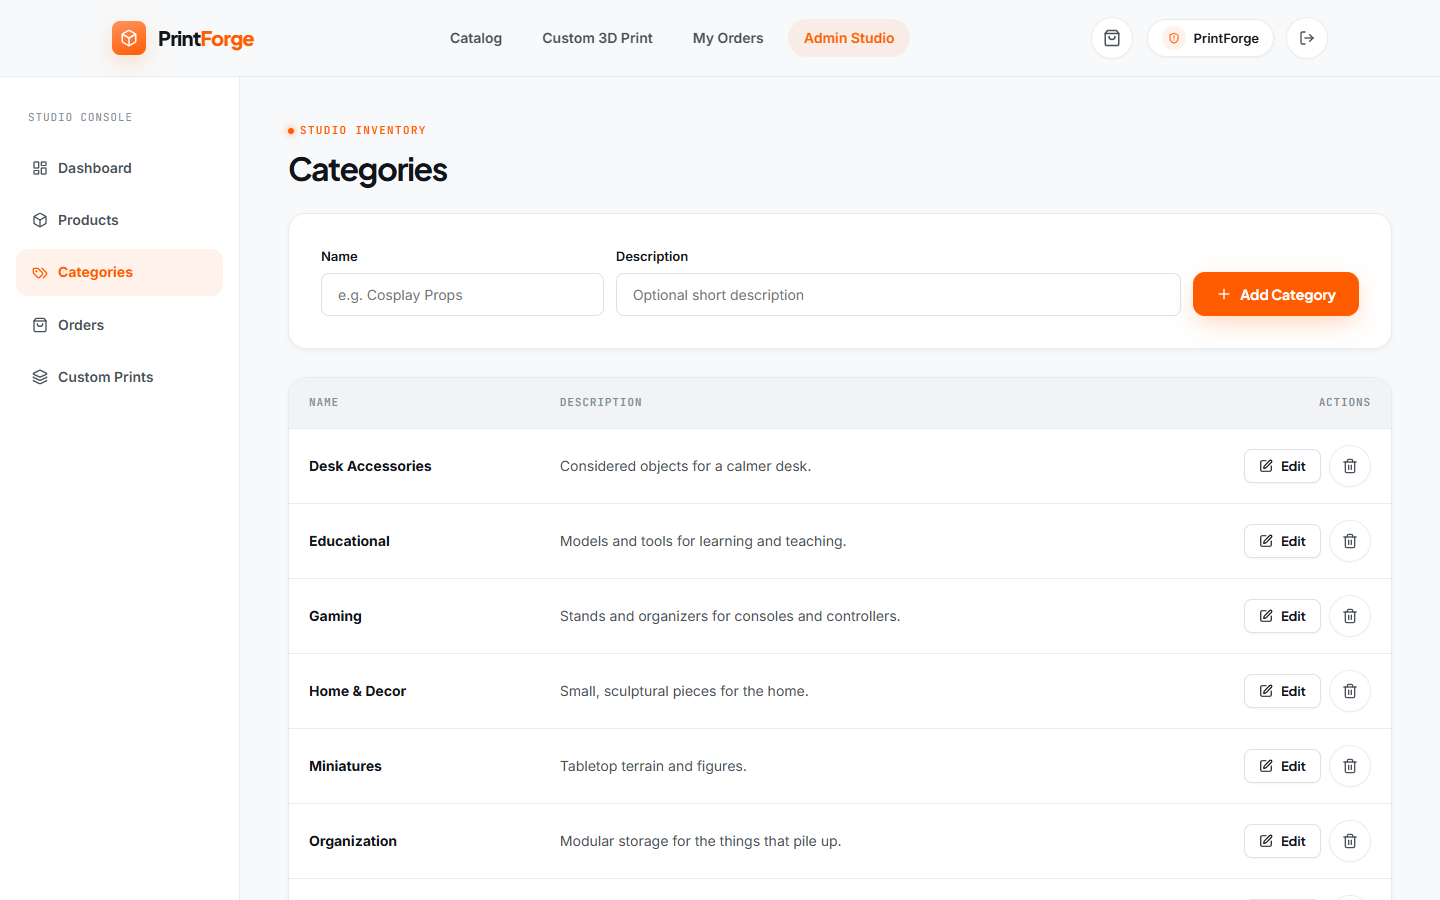 PrintForge
Catalog
Custom 3D Print
My Orders
Admin Studio
PrintForge
STUDIO CONSOLE
Dashboard
Products
Categories
Orders
Custom Prints
STUDIO INVENTORY
Categories
Name
Description
e.g. Cosplay Props
Optional short description
Add Category
NAME
DESCRIPTION
ACTIONS
Desk Accessories
Considered objects for a calmer desk.
Edit
Educational
Models and tools for learning and teaching.
Edit
Gaming
Stands and organizers for consoles and controllers.
Edit
Home & Decor
Small, sculptural pieces for the home.
Edit
Miniatures
Tabletop terrain and figures.
Edit
Organization
Modular storage for the things that pile up.
Edit